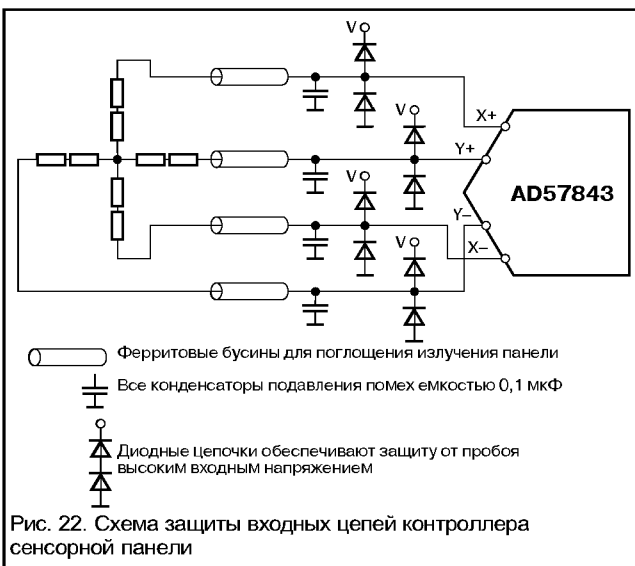 V
X+
V
Y+
AD57843
V
Y–
V
X–
Ферритовые бусины для поглощения излучения панели
Все конденсаторы подавления помех емкостью 0,1 мкФ
Диодные цепочки обеспечивают защиту от пробоя
высоким входным напряжением
Рис. 22. Схема защиты входных цепей контроллера
сенсорной панели